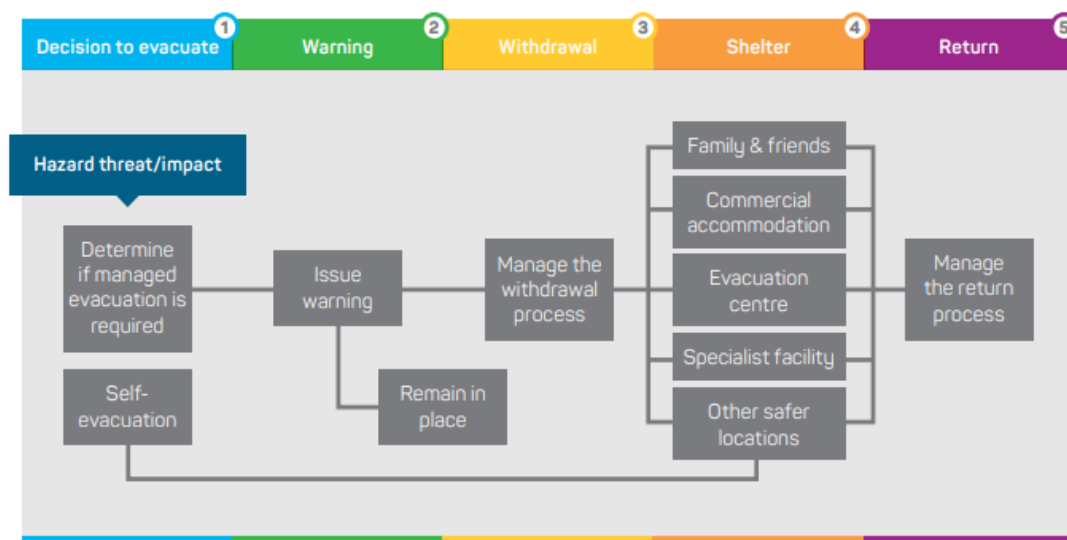 1
2
3
4
5
Decision to evacuate
Warning
Withdrawal
Shelter
Return
Hazard threat/impact
Determine
if managed
evacuation is
required
Self-
evacuation
Issue
warning
Remain in
place
Manage the
withdrawal
process
Family & friends
Commercial
accommodation
Evacuation
centre
Specialist facility
Other safer
locations
Manage
the return
process